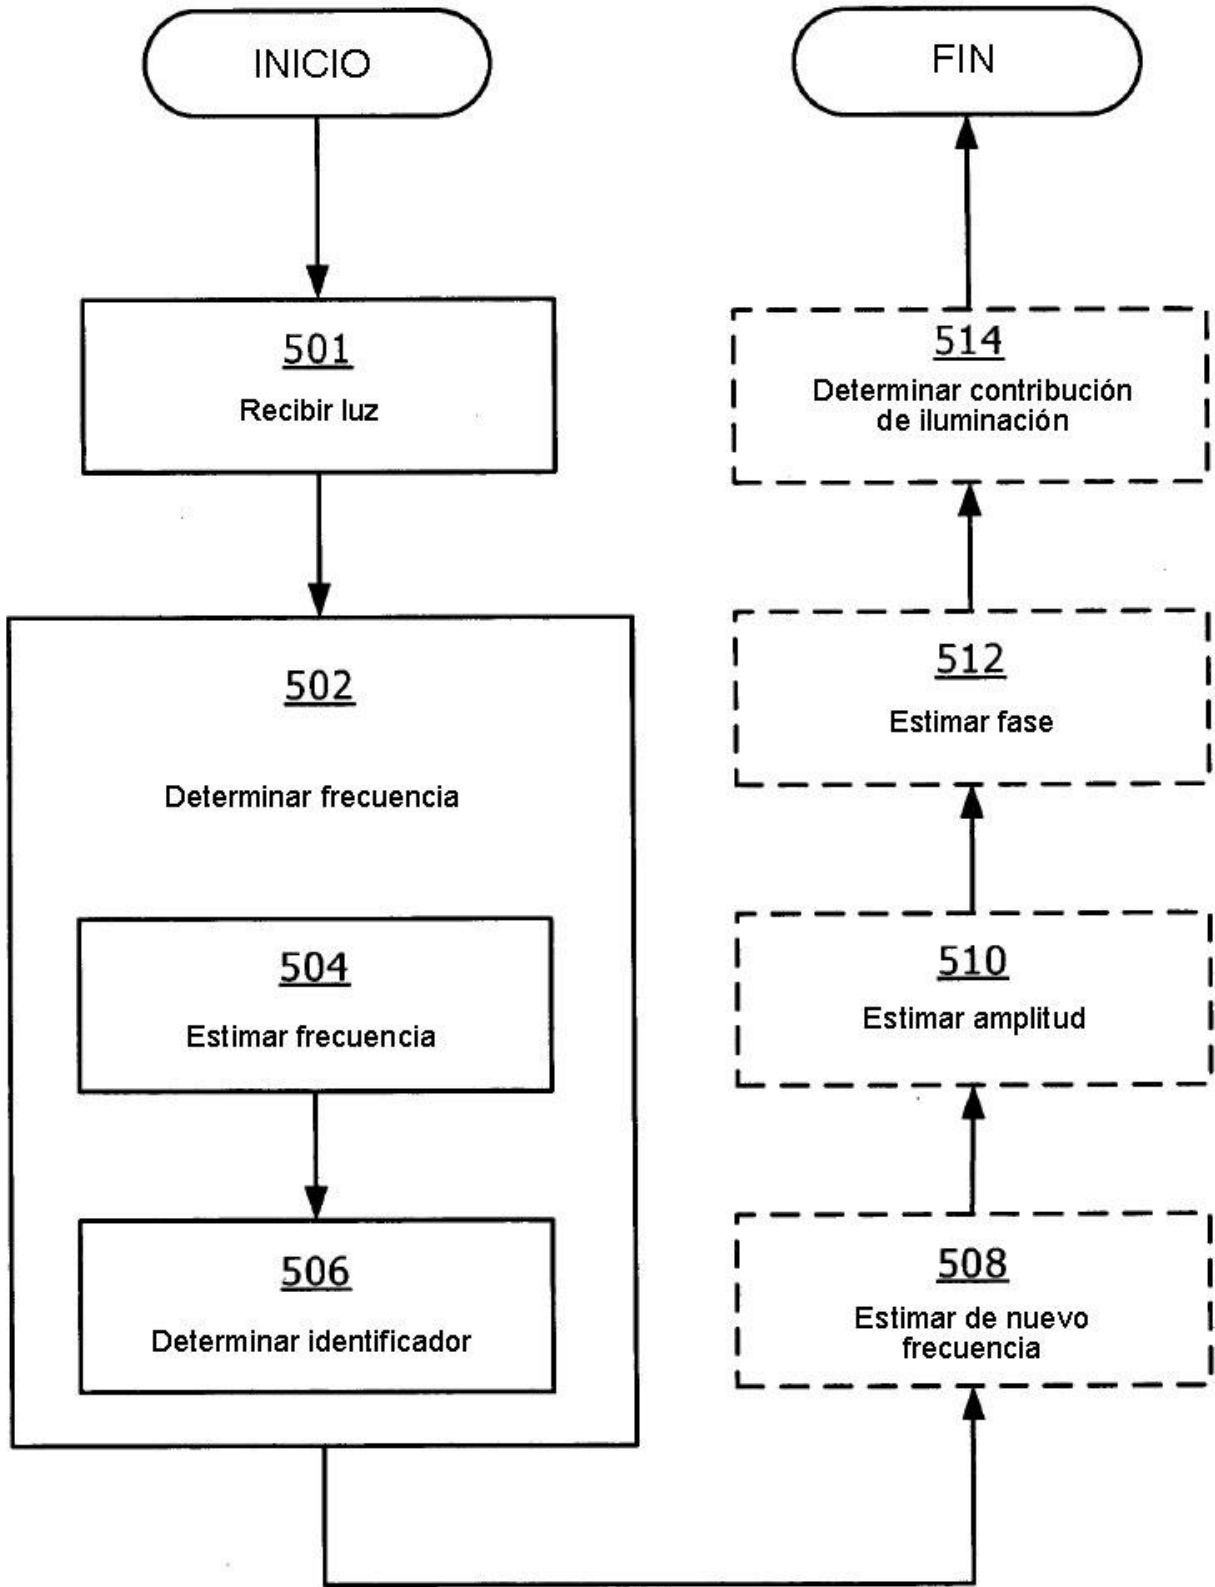 INICIO
501
Recibir luz
502
Determinar frecuencia
504
Estimar frecuencia
506
Determinar identificador
508
Estimar de nuevo
frecuencia
510
Estimar amplitud
512
Estimar fase
514
Determinar contribución
de iluminación
FIN